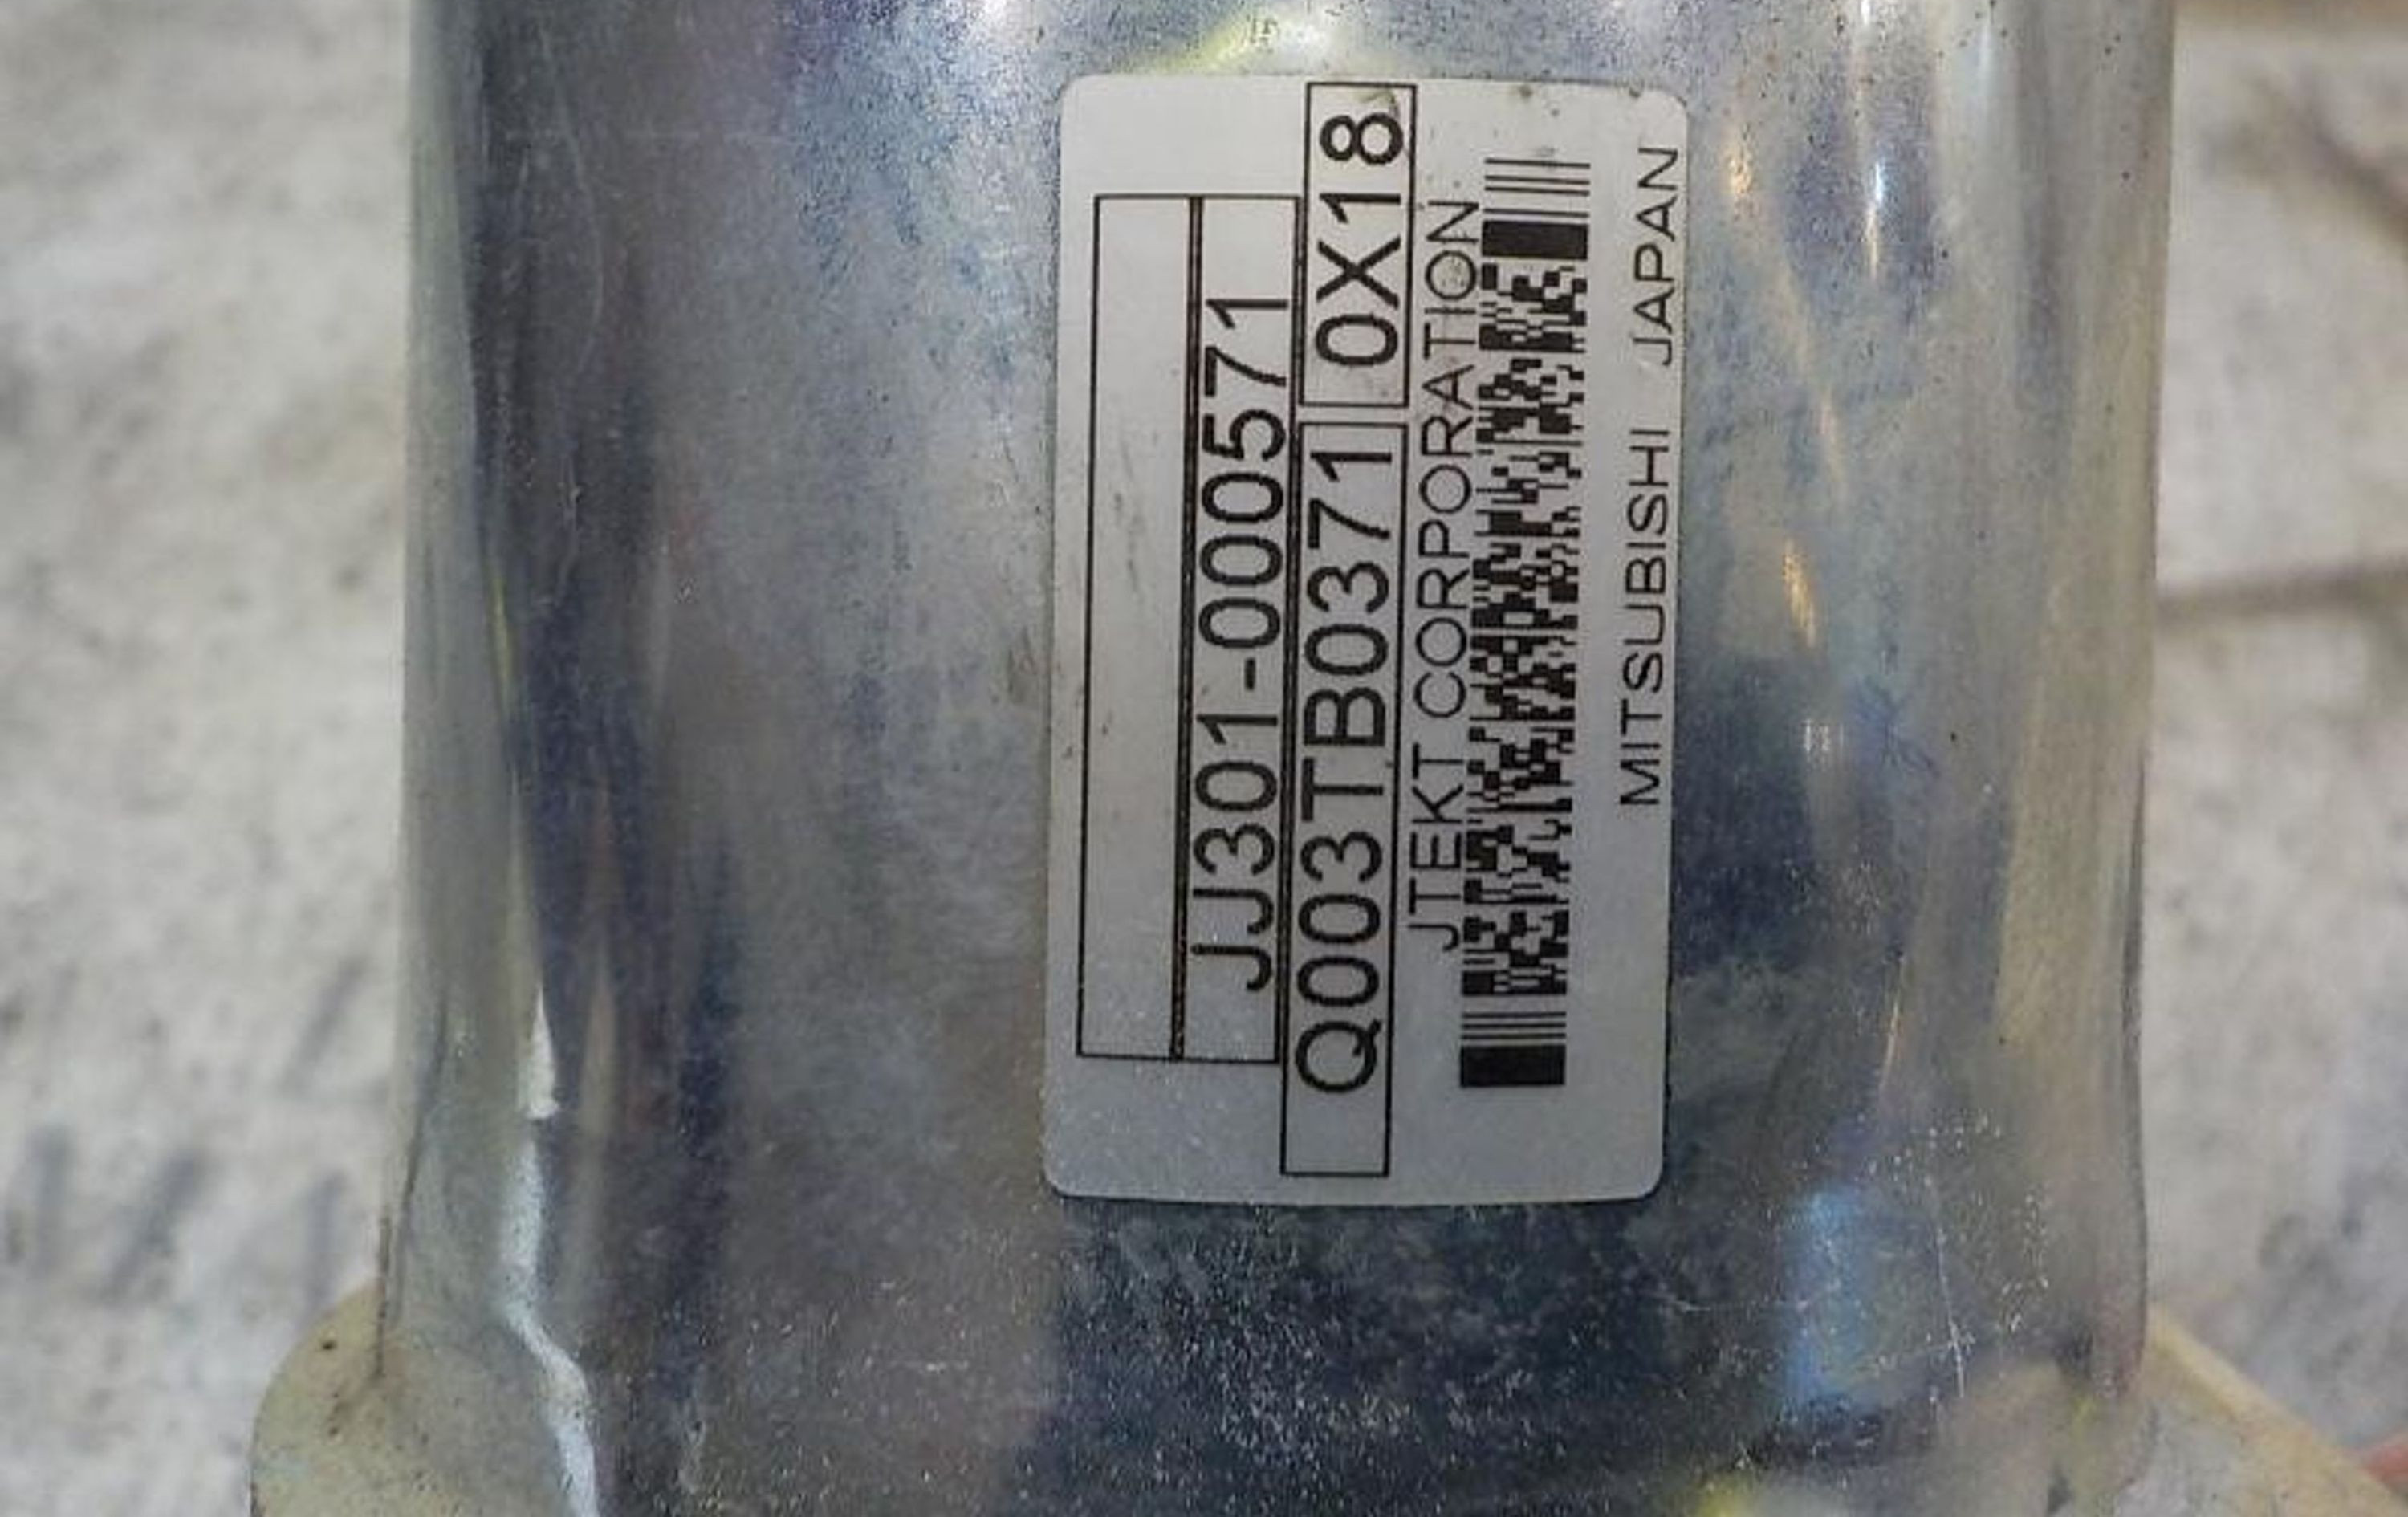 JJ301-000571
Q003TB0371 0X18
JTEKT CORPORATION
MITSUBISHI JAPAN